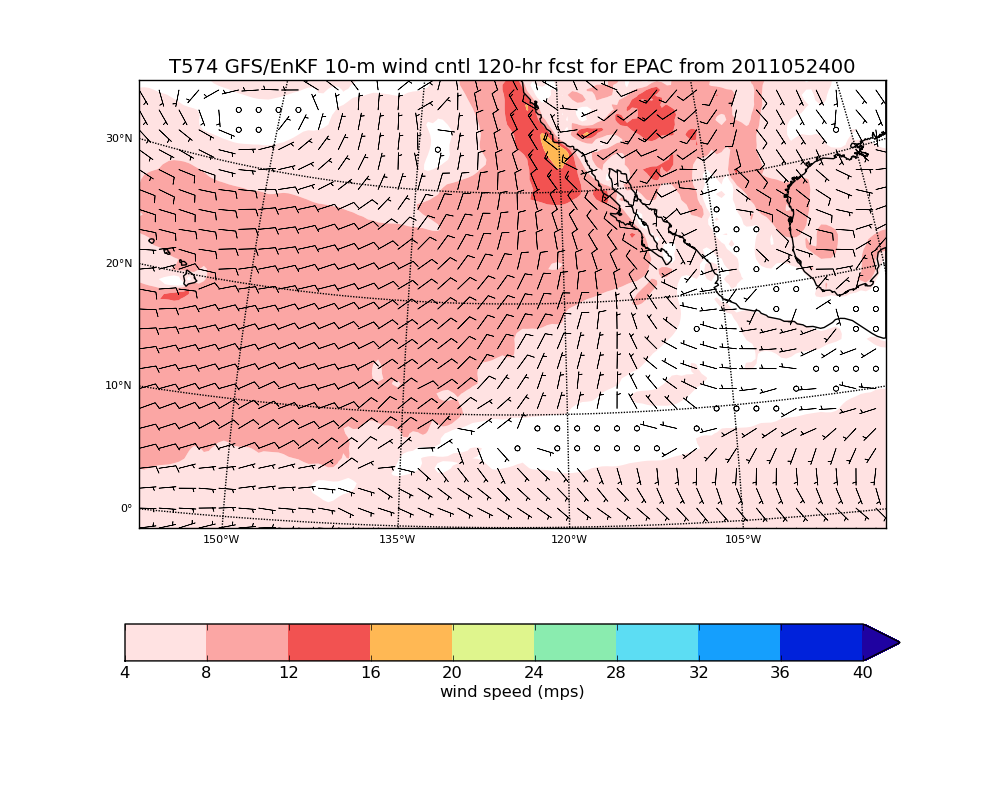 T574 GFS/EnKF 10-m wind cntl 120-hr fcst for EPAC from 2011052400
30°N
20°N
10°N
0°
150°W 135°W 120°W 105°W
4 8 12 16 20 24 28 32 36 40
wind speed (mps)